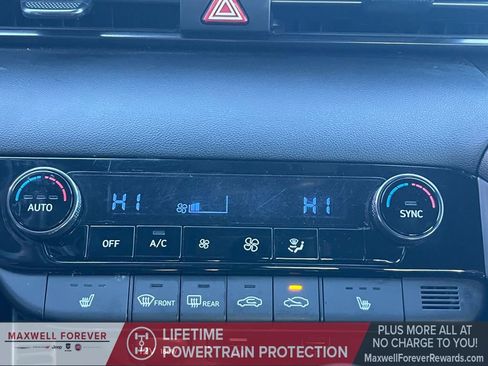 HI HI
AUTO SYNC
OFF A/C
FRONT REAR
MAXWELL FOREVER
LIFETIME
POWERTRAIN PROTECTION
PLUS MORE ALL AT
NO CHARGE TO YOU!
MaxwellForeverRewards.com